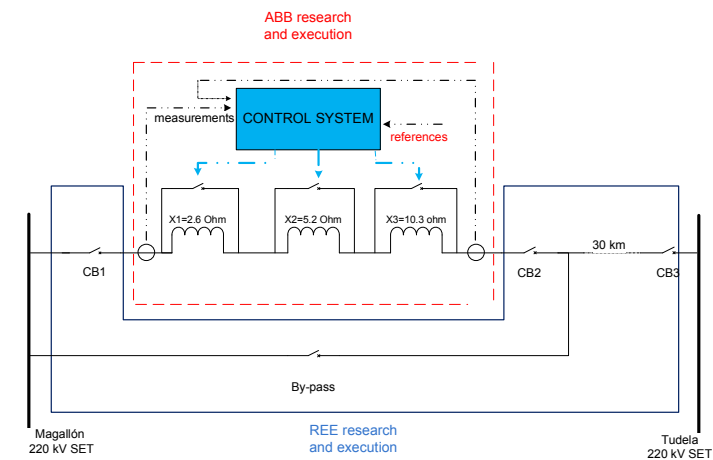 ABB research
and execution
CONTROL SYSTEM
measurements
references
X1=2.6 Ohm
X2=5.2 Ohm
X3=10.3 ohm
30 km
CB1
CB2
CB3
By-pass
Magallón
220 kV SET
REE research
and execution
Tudela
220 kV SET